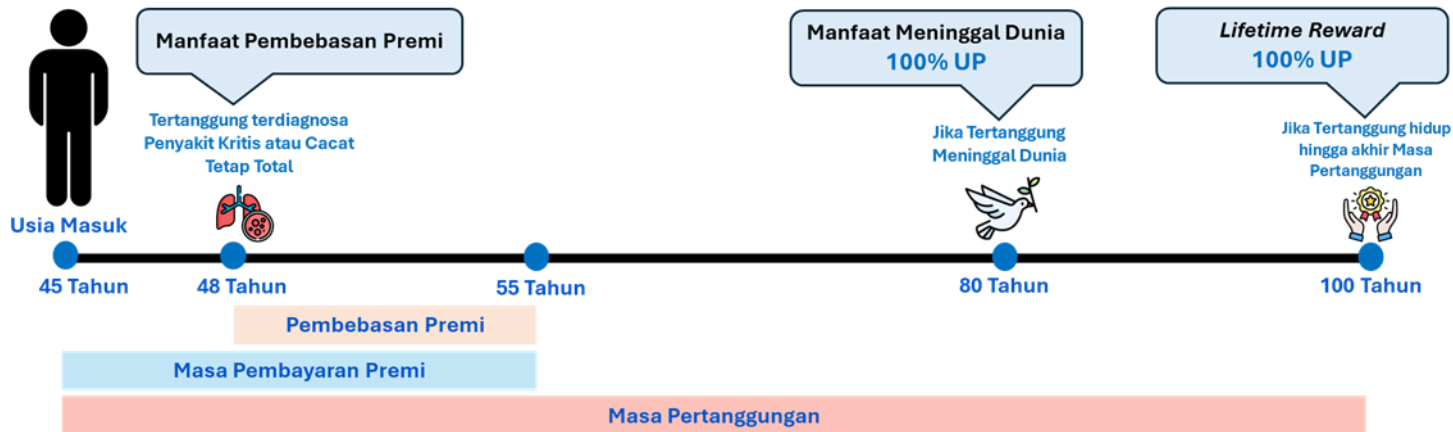 Manfaat Pembebasan Premi
Manfaat Meninggal Dunia
100% UP
Lifetime Reward
100% UP
Tertanggung terdiagnosa
Penyakit Kritis atau Cacat
Tetap Total
Jika Tertanggung
Meninggal Dunia
Jika Tertanggung hidup
hingga akhir Masa
Pertanggungan
Usia Masuk
45 Tahun
48 Tahun
55 Tahun
80 Tahun
100 Tahun
Pembebasan Premi
Masa Pembayaran Premi
Masa Pertanggungan